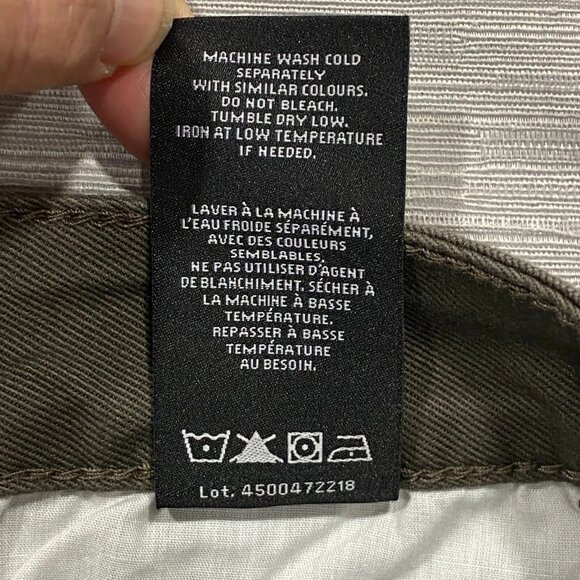 MACHINE WASH COLD
SEPARATELY
WITH SIMILAR COLOURS.
DO NOT BLEACH.
TUMBLE DRY LOW.
IRON AT LOW TEMPERATURE
IF NEEDED.
LAVER À LA MACHINE À
L'EAU FROIDE SÉPARÉMENT,
AVEC DES COULEURS
SEMBLABLES.
NE PAS UTILISER D'AGENT
DE BLANCHIMENT. SÉCHER À
LA MACHINE À BASSE
TEMPÉRATURE.
REPASSER À BASSE
TEMPÉRATURE
AU BESOIN.
Lot. 4500472218